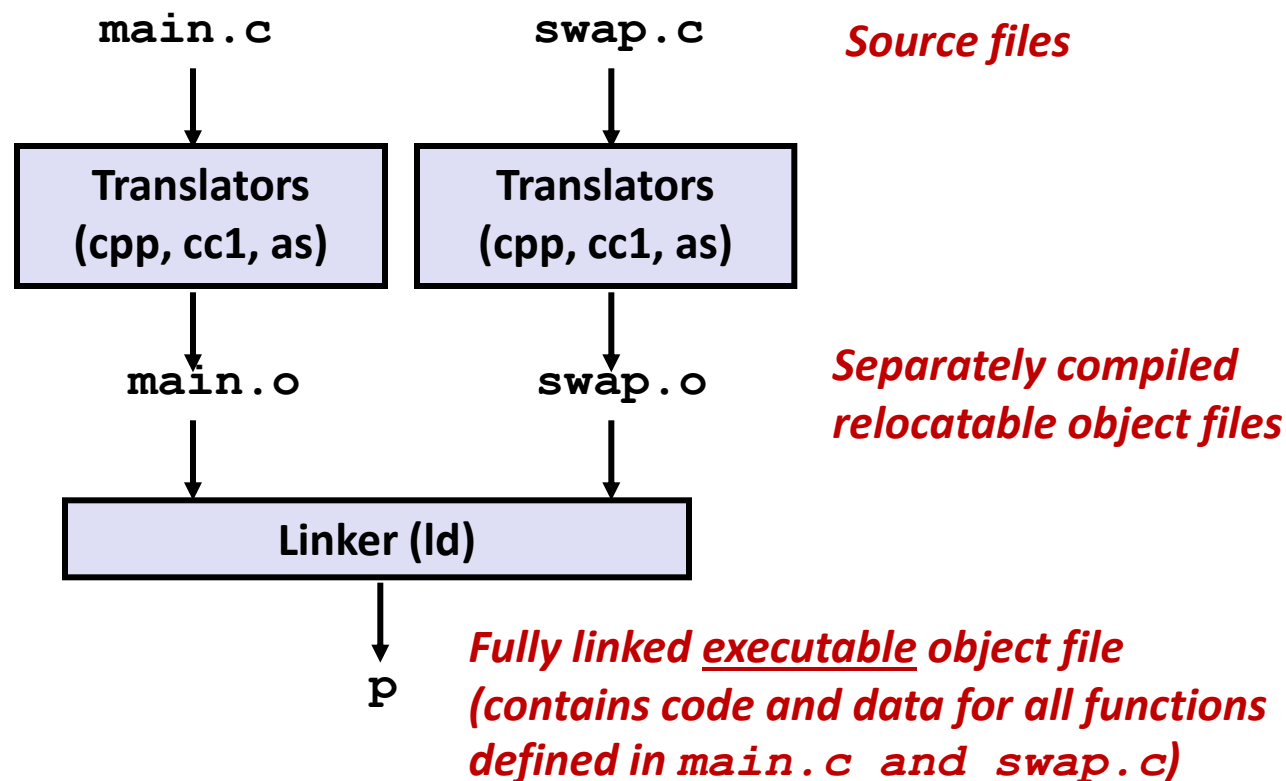 main.c swap.c Source files
Translators Translators
(cpp, cc1, as) (cpp, cc1, as)
main.o swap.o Separately compiled
relocatable object files
Linker (ld)
p Fully linked executable object file
(contains code and data for all functions
defined in main.c and swap.c)